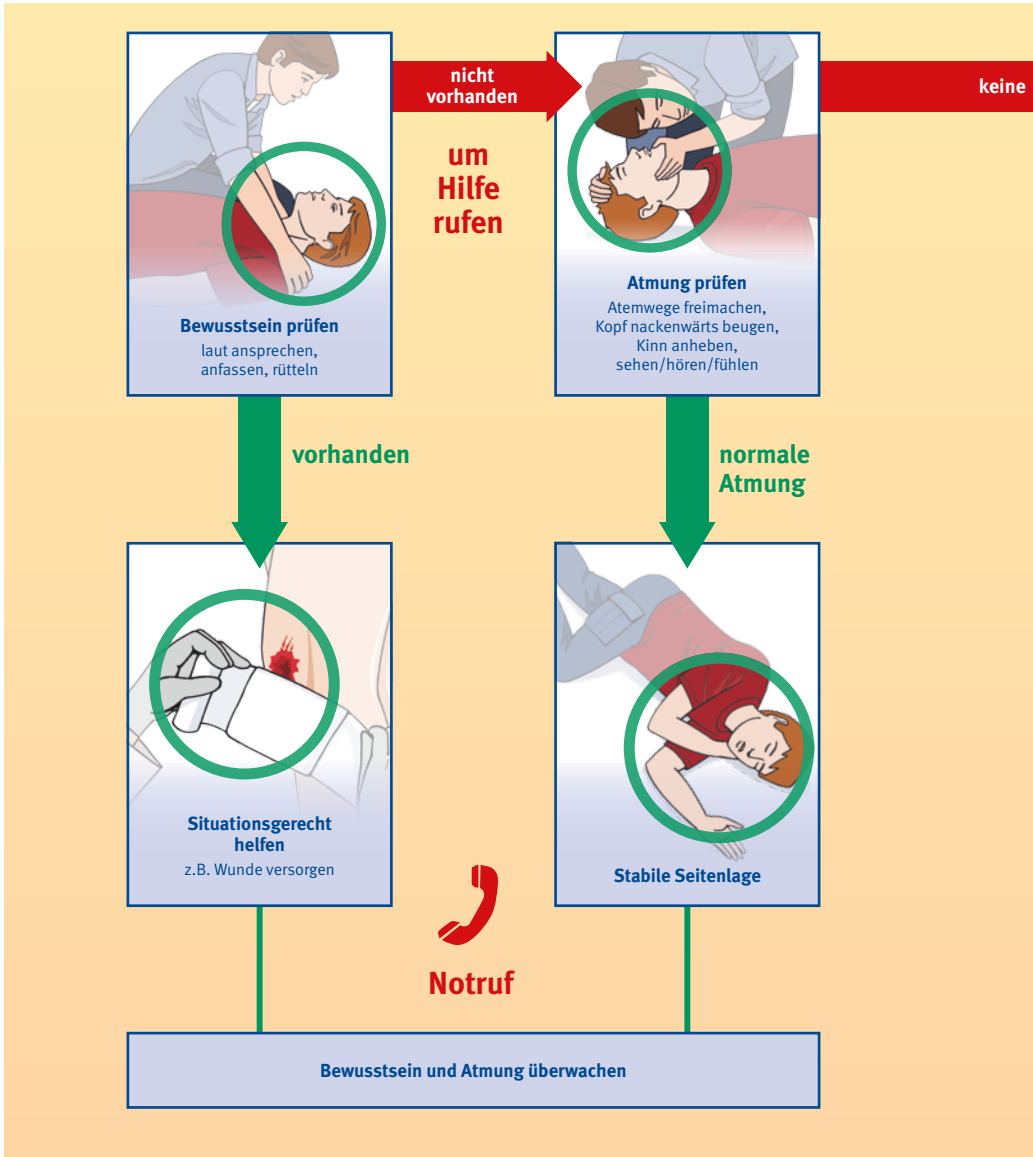 nicht
vorhanden
keine
um
Hilfe
rufen
Bewusstsein prüfen
laut ansprechen,
anfassen, rütteln
Atmung prüfen
Atemwege freimachen,
Kopf nackenwärts beugen,
Kinn anheben,
sehen/hören/fühlen
vorhanden
normale
Atmung
Situationsgerecht
helfen
z.B. Wunde versorgen
Stabile Seitenlage
Notruf
Bewusstsein und Atmung überwachen